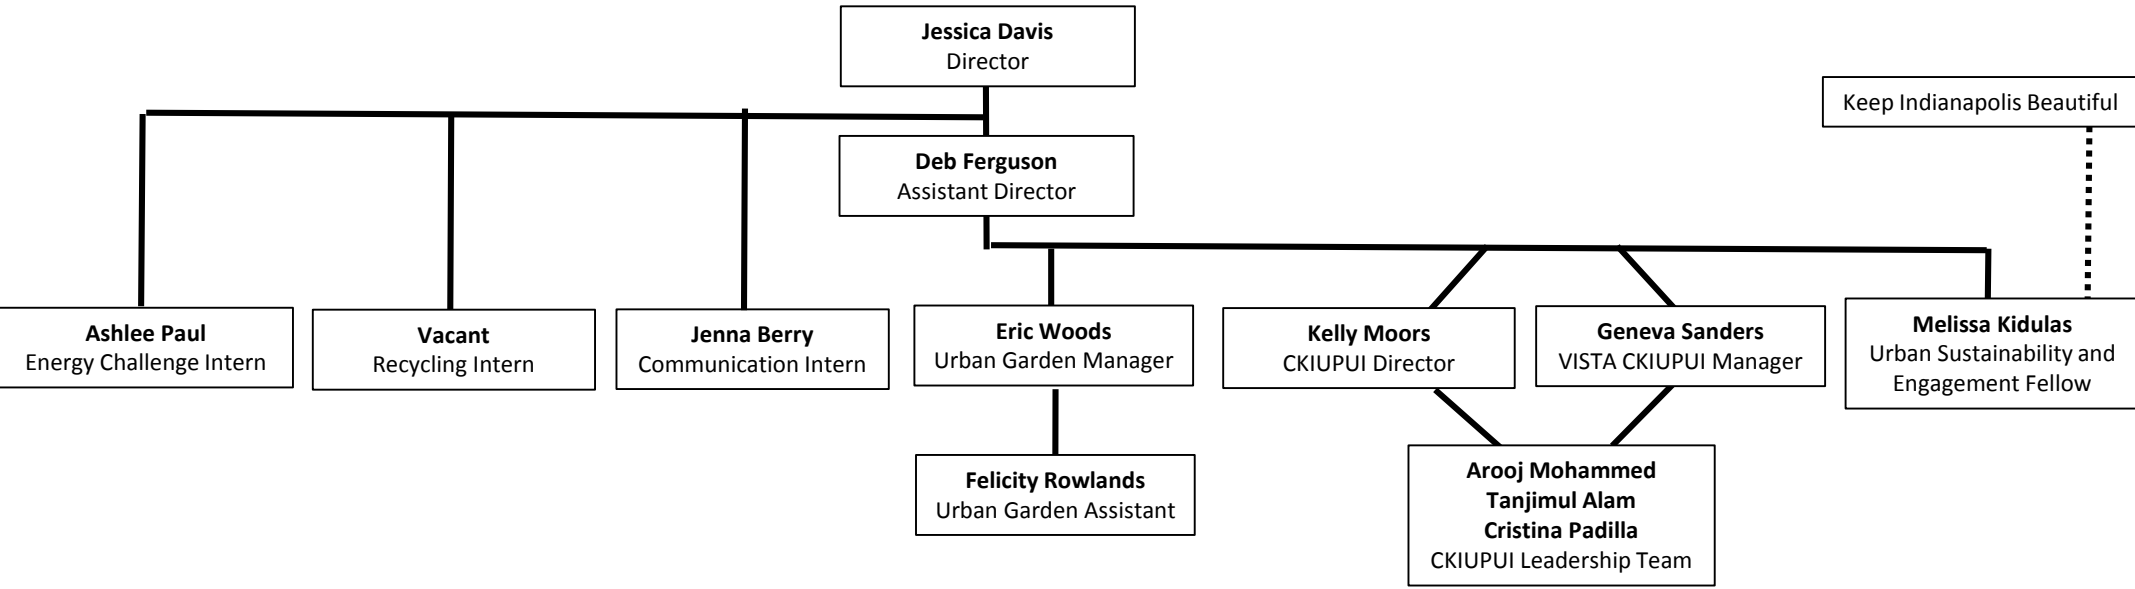 Jessica Davis
Director
Keep Indianapolis Beautiful
Deb Ferguson
Assistant Director
Ashlee Paul
Energy Challenge Intern
Vacant
Recycling Intern
Jenna Berry
Communication Intern
Eric Woods
Urban Garden Manager
Kelly Moors
CKIUPUI Director
Geneva Sanders
VISTA CKIUPUI Manager
Melissa Kidulas
Urban Sustainability and
Engagement Fellow
Felicity Rowlands
Urban Garden Assistant
Arooj Mohammed
Tanjimul Alam
Cristina Padilla
CKIUPUI Leadership Team